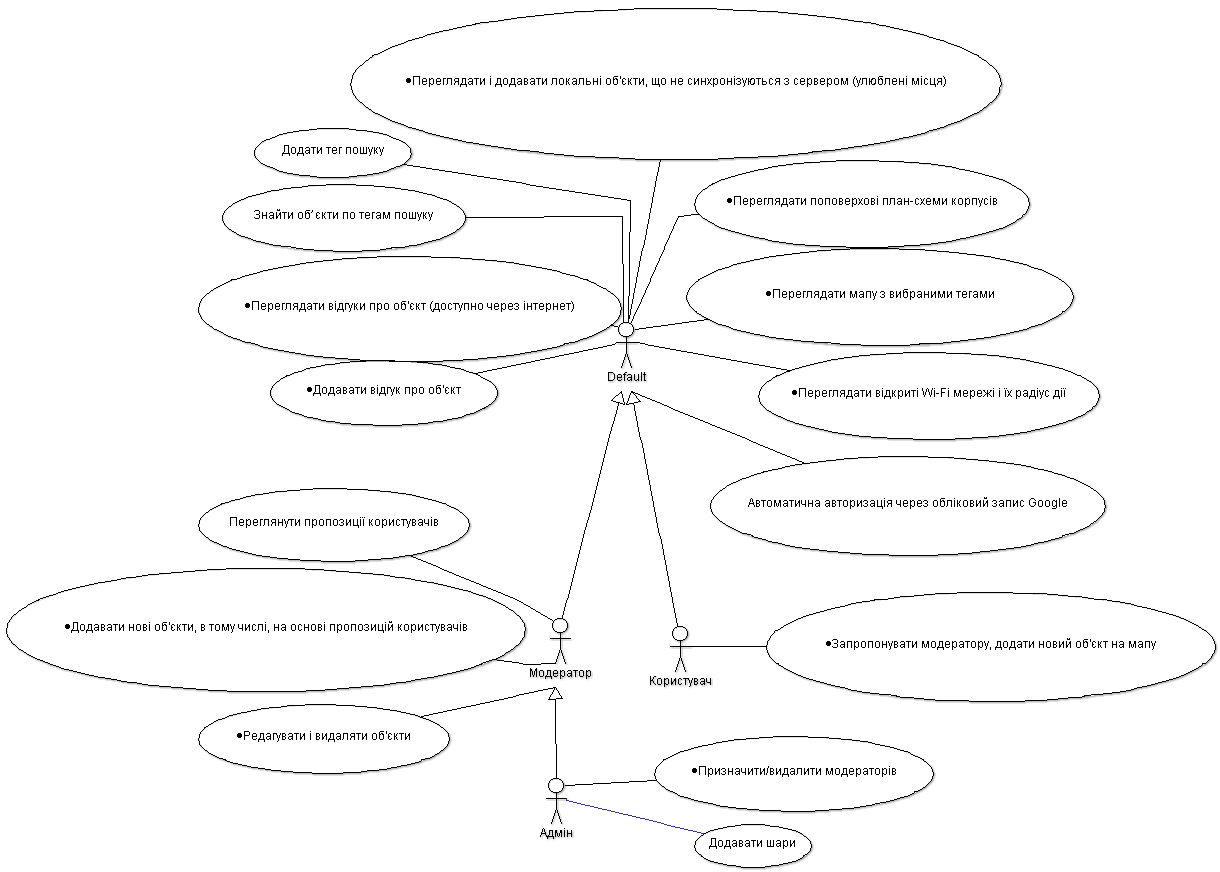 •Переглядати і додавати локальні об'єкти, що не синхронізуються з сервером (улюблені місця)
Додати тег пошуку
•Переглядати поповерхові план-схеми корпусів
Знайти об'єкти по тегам пошуку
•Переглядати мапу з вибраними тегами
•Переглядати відгуки про об'єкт (доступно через інтернет)
Default
•Додавати відгук про об'єкт
•Переглядати відкриті Wi-Fi мережі і їх радіус дії
Автоматична авторизація через обліковий запис Google
Переглянути пропозиції користувачів
•Додавати нові об'єкти, в тому числі, на основі пропозицій користувачів
•Запропонувати модератору, додати новий об'єкт на мапу
Модератор
Користувач
•Редагувати і видаляти об'єкти
•Призначити/видалити модераторів
Адмін
Додавати шари